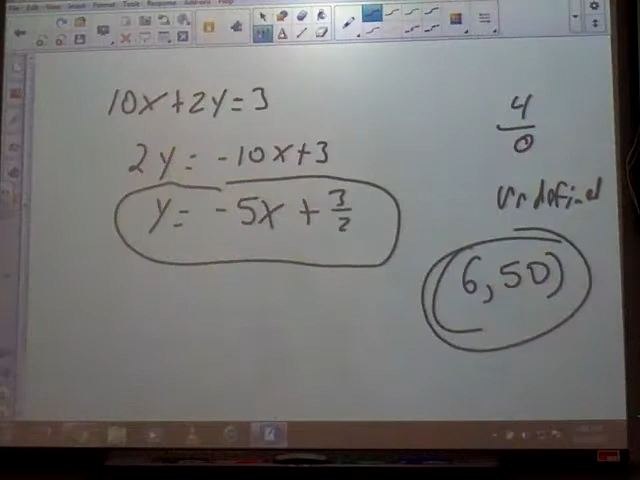 10x+2y=3
2y = -10x+3
y = -5x + 3/2
4/0
undefined
(6,50)